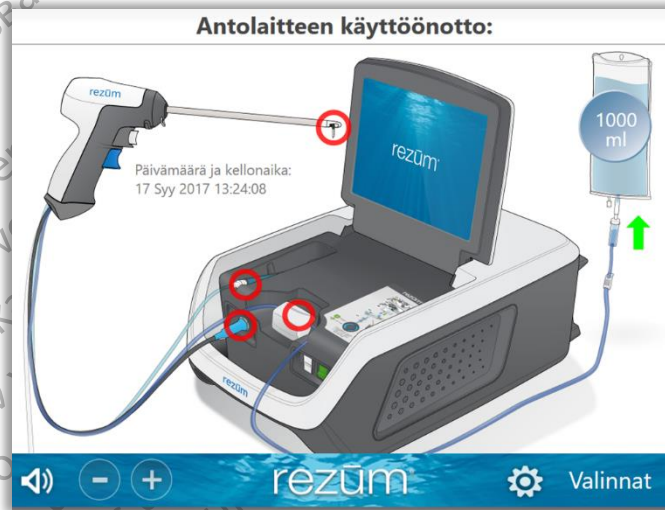 Antolaitteen käyttöönotto:
rezūm
rezūm
1000
ml
Päivämäärä ja kellonaika:
17 Syy 2017 13:24:08
rezūm
rezūm
Valinnat